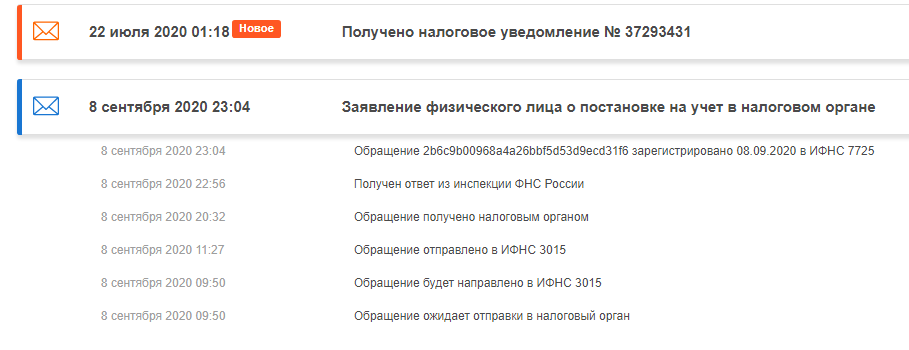 22 июля 2020 01:18 Новое Получено налоговое уведомление № 37293431
8 сентября 2020 23:04 Заявление физического лица о постановке на учет в налоговом органе
8 сентября 2020 23:04 Обращение 2b6c9b00968a4a26bbf5d53d9ecd31f6 зарегистрировано 08.09.2020 в ИФНС 7725
8 сентября 2020 22:56 Получен ответ из инспекции ФНС России
8 сентября 2020 20:32 Обращение получено налоговым органом
8 сентября 2020 11:27 Обращение отправлено в ИФНС 3015
8 сентября 2020 09:50 Обращение будет направлено в ИФНС 3015
8 сентября 2020 09:50 Обращение ожидает отправки в налоговый орган